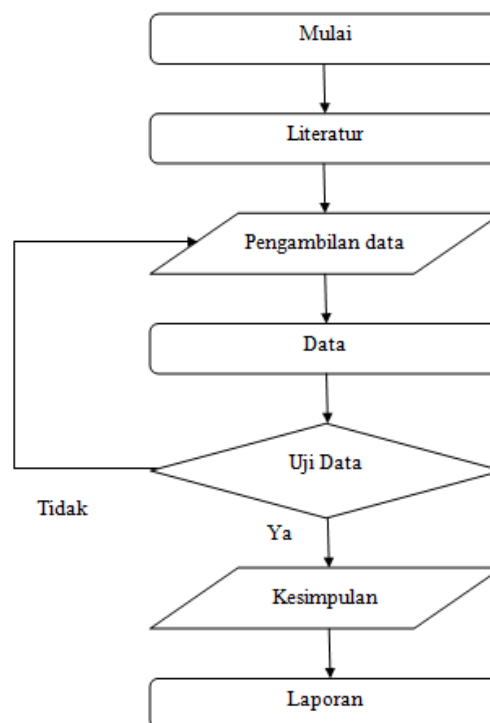 Mulai
Literatur
Pengambilan data
Data
Uji Data
Tidak
Ya
Kesimpulan
Laporan